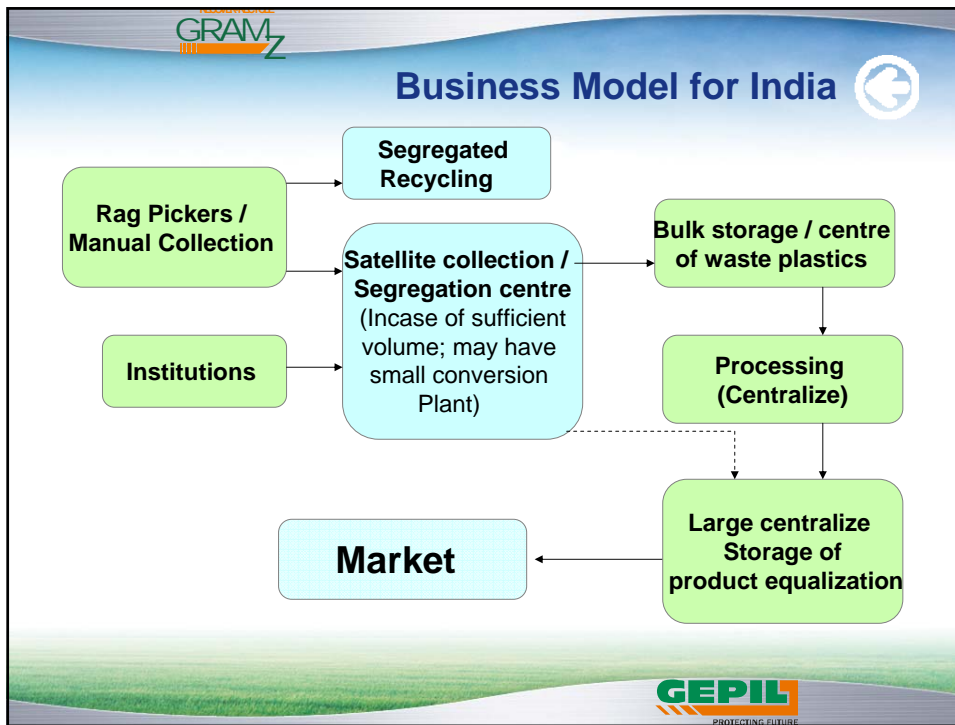 GRAMZ
Business Model for India
Segregated
Recycling
Rag Pickers /
Manual Collection
Satellite collection /
Segregation centre
(Incase of sufficient
volume; may have
small conversion
Plant)
Institutions
Bulk storage / centre
of waste plastics
Processing
(Centralize)
Large centralize
Storage of
product equalization
Market
GEPIL
PROTECTING FUTURE